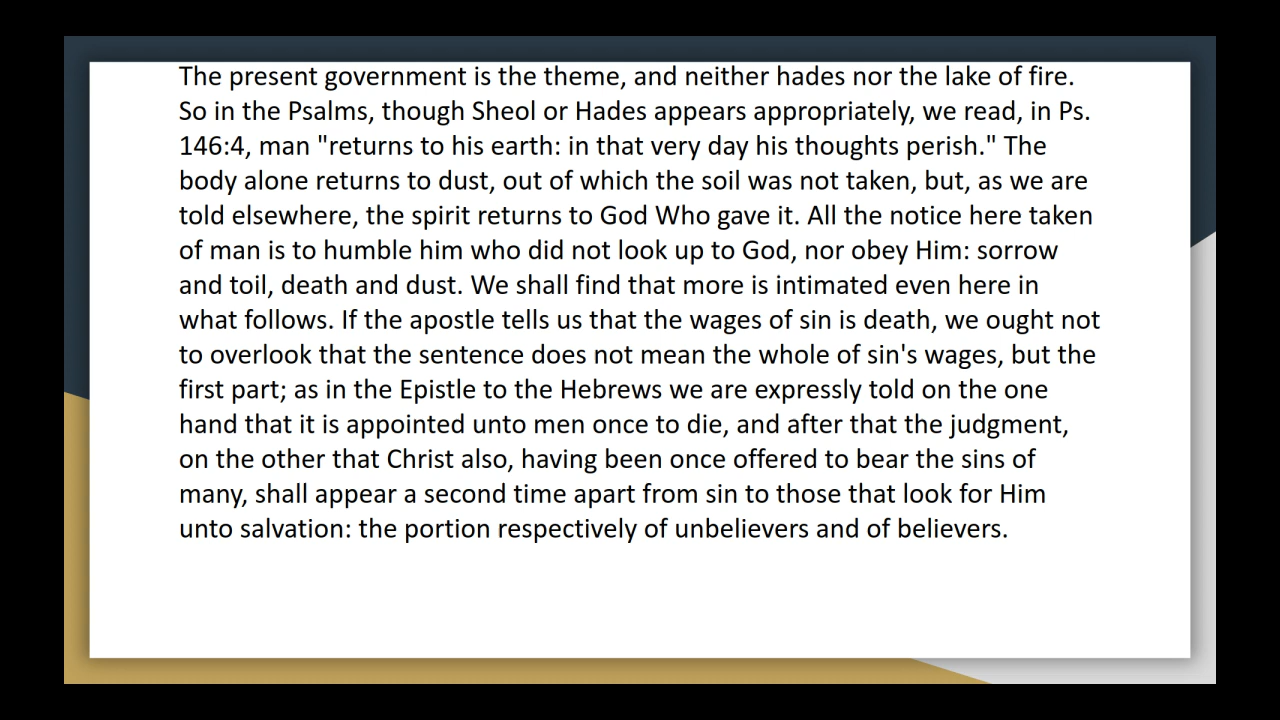 The present government is the theme, and neither hades nor the lake of fire.
So in the Psalms, though Sheol or Hades appears appropriately, we read, in Ps.
146:4, man "returns to his earth: in that very day his thoughts perish." The
body alone returns to dust, out of which the soil was not taken, but, as we are
told elsewhere, the spirit returns to God Who gave it. All the notice here taken
of man is to humble him who did not look up to God, nor obey Him: sorrow
and toil, death and dust. We shall find that more is intimated even here in
what follows. If the apostle tells us that the wages of sin is death, we ought not
to overlook that the sentence does not mean the whole of sin's wages, but the
first part; as in the Epistle to the Hebrews we are expressly told on the one
hand that it is appointed unto men once to die, and after that the judgment,
on the other that Christ also, having been once offered to bear the sins of
many, shall appear a second time apart from sin to those that look for Him
unto salvation: the portion respectively of unbelievers and of believers.